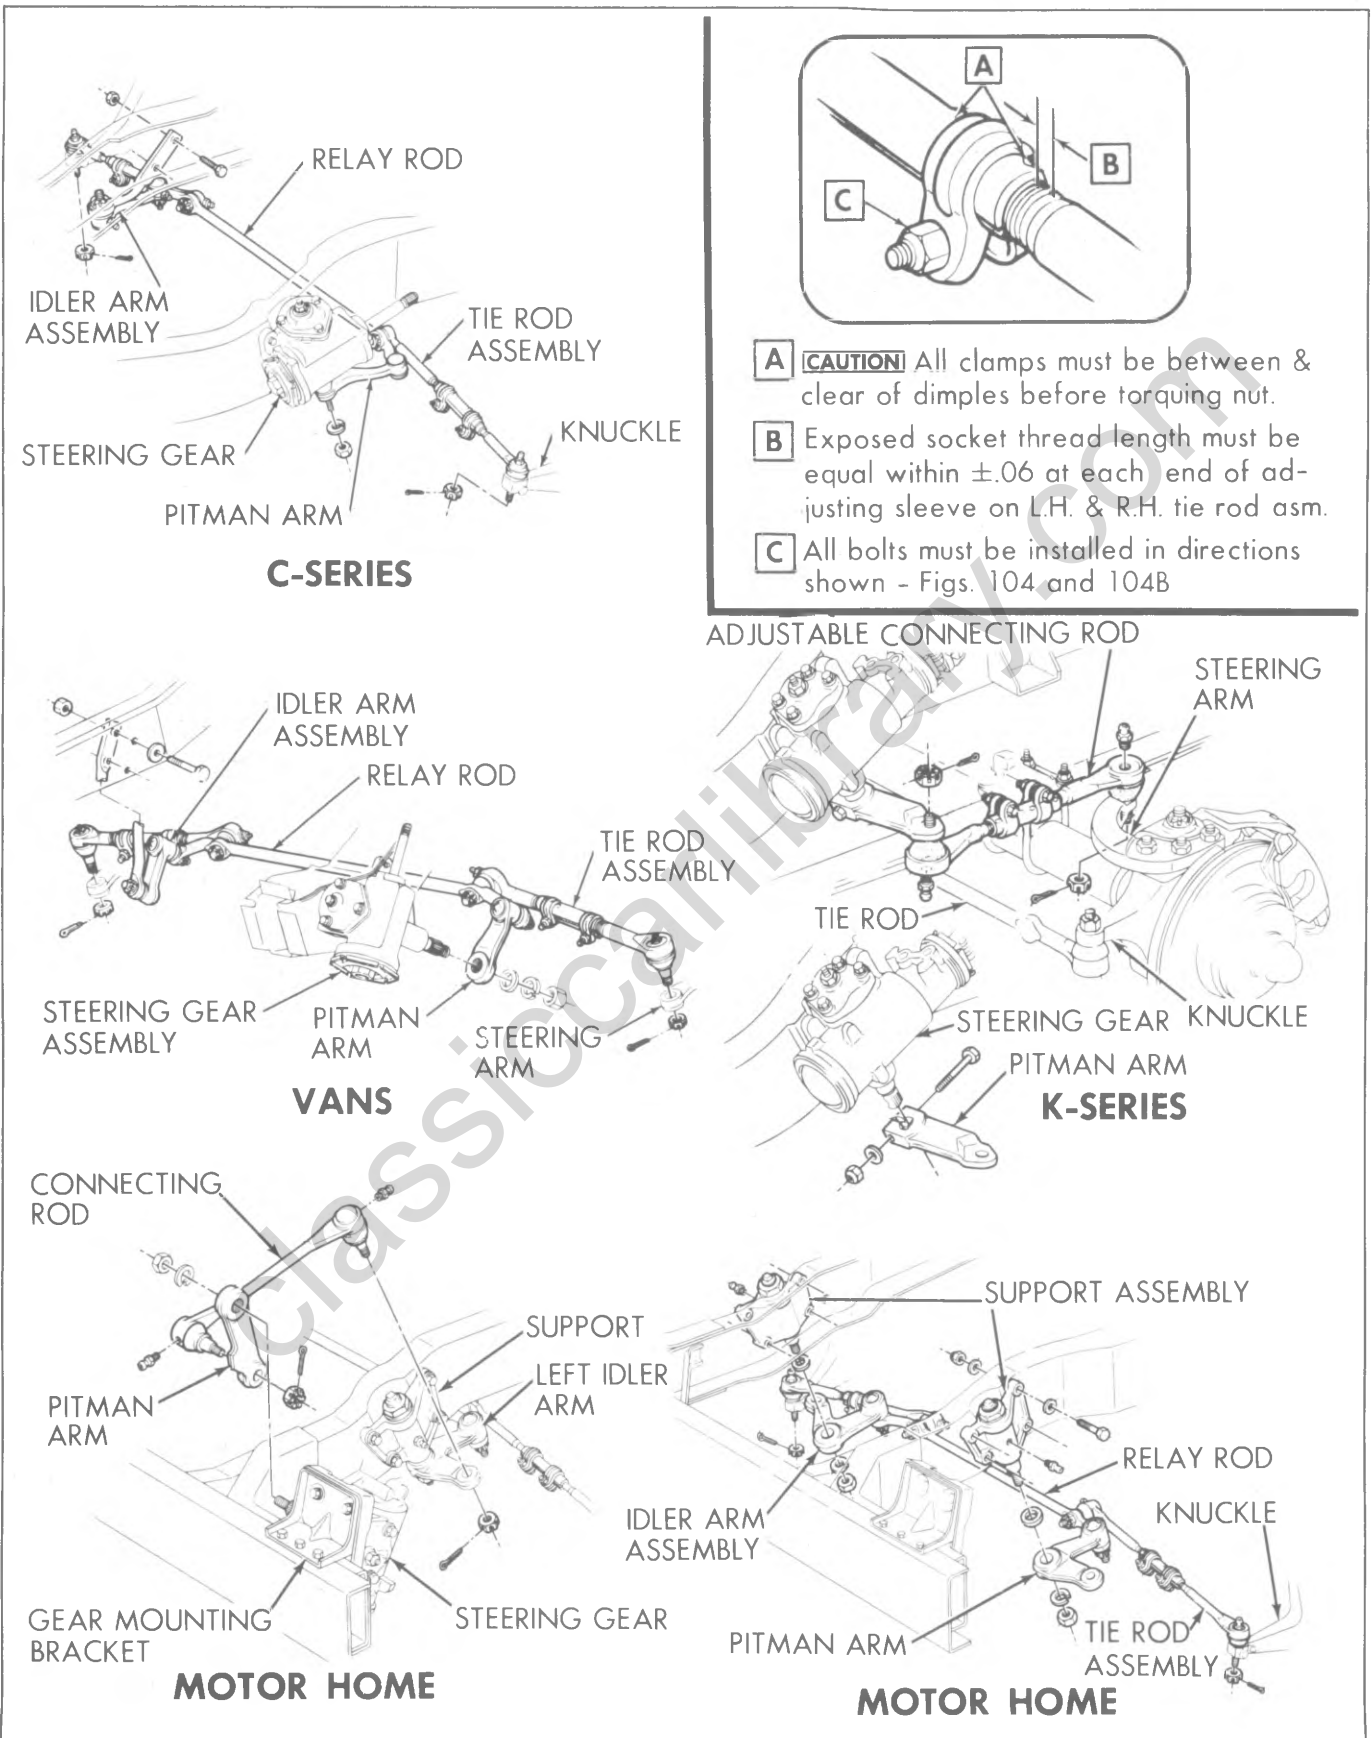 RELAY ROD
IDLER ARM
ASSEMBLY
TIE ROD
ASSEMBLY
STEERING GEAR
KNUCKLE
PITMAN ARM
C-SERIES
A
B
C
A CAUTION All clamps must be between &
clear of dimples before torquing nut.
B Exposed socket thread length must be
equal within ±.06 at each end of ad-
justing sleeve on L.H. & R.H. tie rod asm.
C All bolts must be installed in directions
shown - Figs. 104 and 104B
IDLER ARM
ASSEMBLY
RELAY ROD
TIE ROD
ASSEMBLY
STEERING GEAR
ASSEMBLY
PITMAN
ARM
STEERING
ARM
VANS
ADJUSTABLE CONNECTING ROD
STEERING
ARM
TIE ROD
STEERING GEAR
KNUCKLE
PITMAN ARM
K-SERIES
CONNECTING
ROD
SUPPORT
LEFT IDLER
ARM
PITMAN
ARM
GEAR MOUNTING
BRACKET
STEERING GEAR
MOTOR HOME
SUPPORT ASSEMBLY
RELAY ROD
KNUCKLE
IDLER ARM
ASSEMBLY
PITMAN ARM
TIE ROD
ASSEMBLY
MOTOR HOME
classiccarlibrary.com